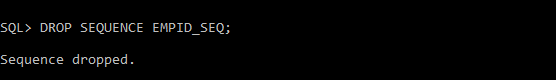 SQL> DROP SEQUENCE EMPID_SEQ;
Sequence dropped.